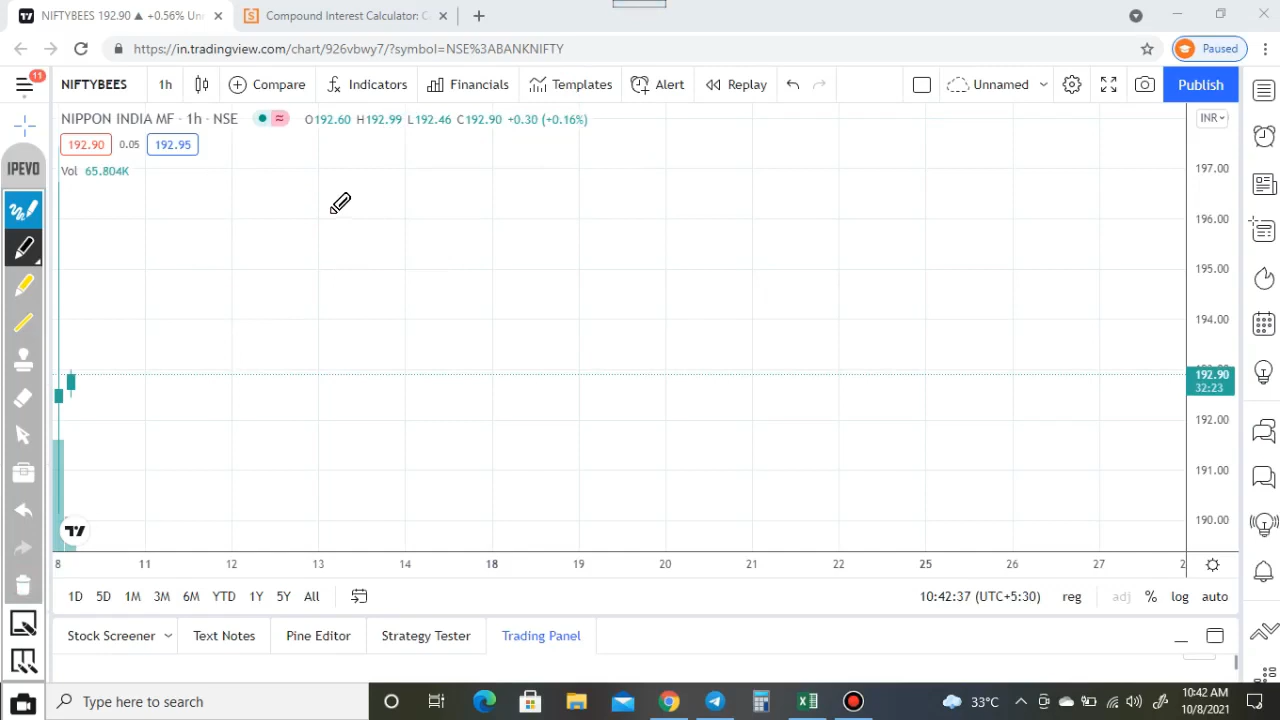 NIFTYBEES 192.90 ▲ +0.56% Un
Compound Interest Calculator: C
https://in.tradingview.com/chart/926vbwy7/?symbol=NSE%3ABANKNIFTY
Paused
11
NIFTYBEES 1h Compare Indicators Financials Templates Alert Replay Unnamed Publish
NIPPON INDIA MF · 1h · NSE O192.60 H192.99 L192.46 C192.90 +0.30 (+0.16%)
INR
192.90 0.05 192.95
IPEVO
Vol 65.804K
197.00
196.00
195.00
194.00
192.90
32:23
192.00
191.00
190.00
8 11 12 13 14 18 19 20 21 22 25 26 27 2
1D 5D 1M 3M 6M YTD 1Y 5Y All 10:42:37 (UTC+5:30) reg adj % log auto
Stock Screener Text Notes Pine Editor Strategy Tester Trading Panel
Type here to search 33°C 10:42 AM
10/8/2021